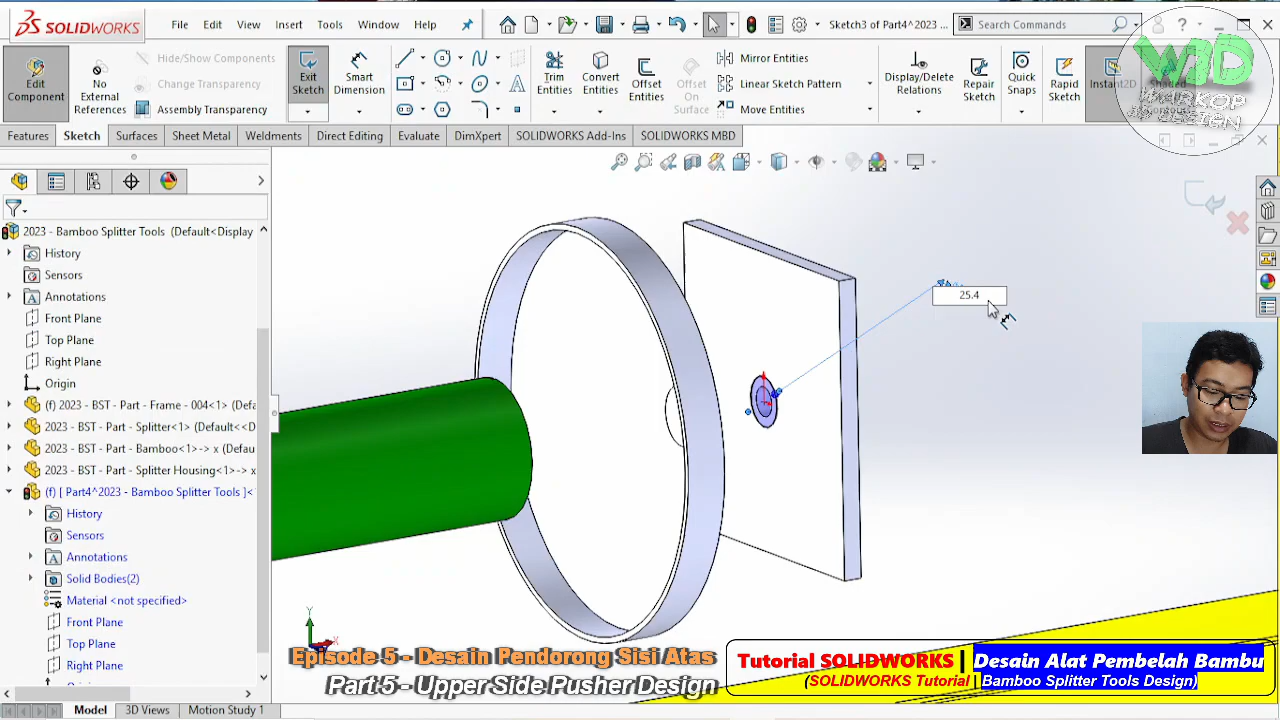 SOLIDWORKS
File
Edit
View
Insert
Tools
Window
Help
Sketch3 of Part4^2023 ...
Search Commands
Edit Component
No External References
Hide/Show Components
Change Transparency
Assembly Transparency
Exit Sketch
Smart Dimension
Trim Entities
Convert Entities
Offset Entities
Offset On Surface
Mirror Entities
Linear Sketch Pattern
Move Entities
Display/Delete Relations
Repair Sketch
Quick Snaps
Rapid Sketch
Instant2D
Shaded
W3D
WORKOP
3D DESIGN
Features
Sketch
Surfaces
Sheet Metal
Weldments
Direct Editing
Evaluate
DimXpert
SOLIDWORKS Add-Ins
SOLIDWORKS MBD
2023 - Bamboo Splitter Tools (Default<Display
History
Sensors
Annotations
Front Plane
Top Plane
Right Plane
Origin
(f) 2023 - BST - Part - Frame - 004<1> (Defa
2023 - BST - Part - Splitter<1> (Default<<D
2023 - BST - Part - Bamboo<1>-> x (Default
2023 - BST - Part - Splitter Housing<1>-> x
(f) [ Part4^2023 - Bamboo Splitter Tools ]<
History
Sensors
Annotations
Solid Bodies(2)
Material <not specified>
Front Plane
Top Plane
Right Plane
25.4
Y
X
Episode 5 - Desain Pendorong Sisi Atas
Part 5 - Upper Side Pusher Design
Tutorial SOLIDWORKS | Desain Alat Pembelah Bambu
(SOLIDWORKS Tutorial | Bamboo Splitter Tools Design)
Model
3D Views
Motion Study 1